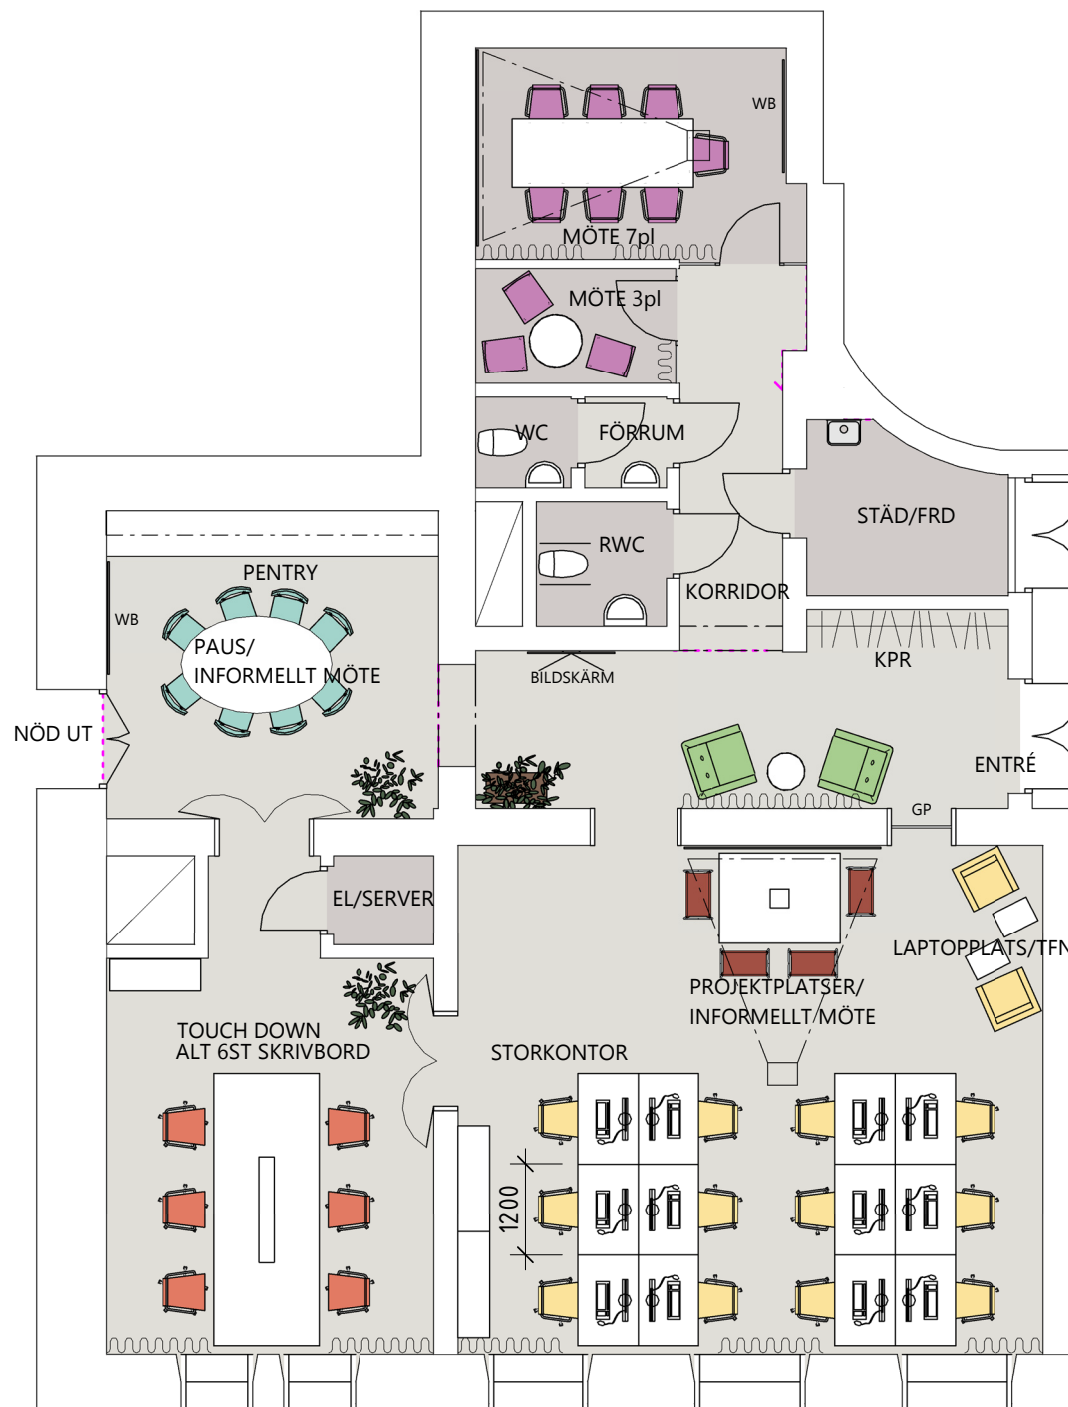 WB
MÖTE 7pl
MÖTE 3pl
WC
FÖRRUM
STÄD/FRD
RWC
PENTRY
KORRIDOR
WB
PAUS/
INFORMELLT MÖTE
KPR
BILDSKÄRM
NÖD UT
ENTRÉ
GP
EL/SERVER
LAPTOPPLATS/TFN
PROJEKTPLATSER/
INFORMELLT MÖTE
TOUCH DOWN
ALT 6ST SKRIVBORD
STORKONTOR
1200